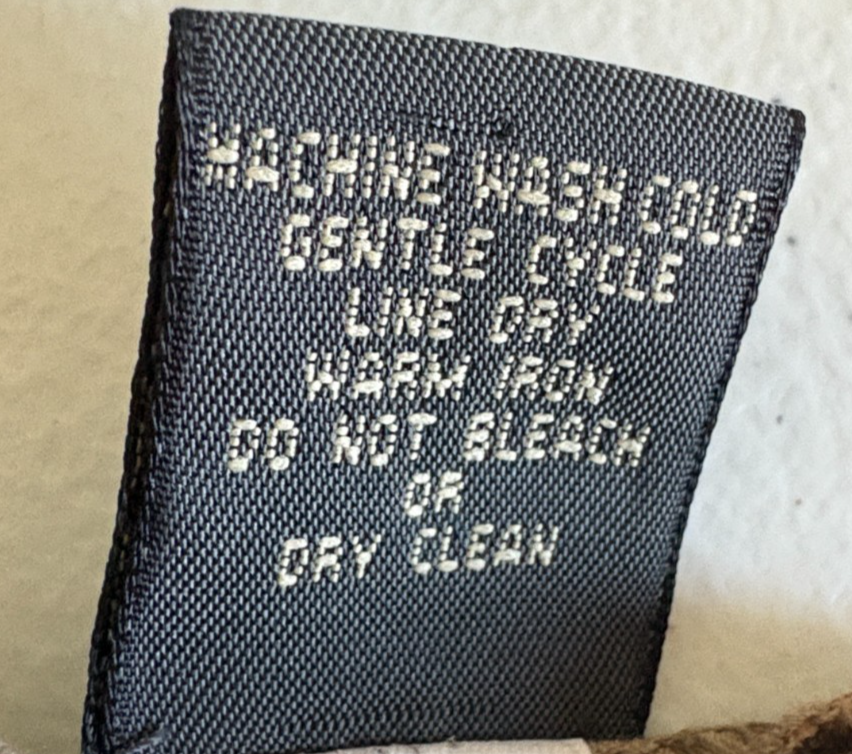 MACHINE WASH COLD
GENTLE CYCLE
LINE DRY
WARM IRON
DO NOT BLEACH
OR
DRY CLEAN